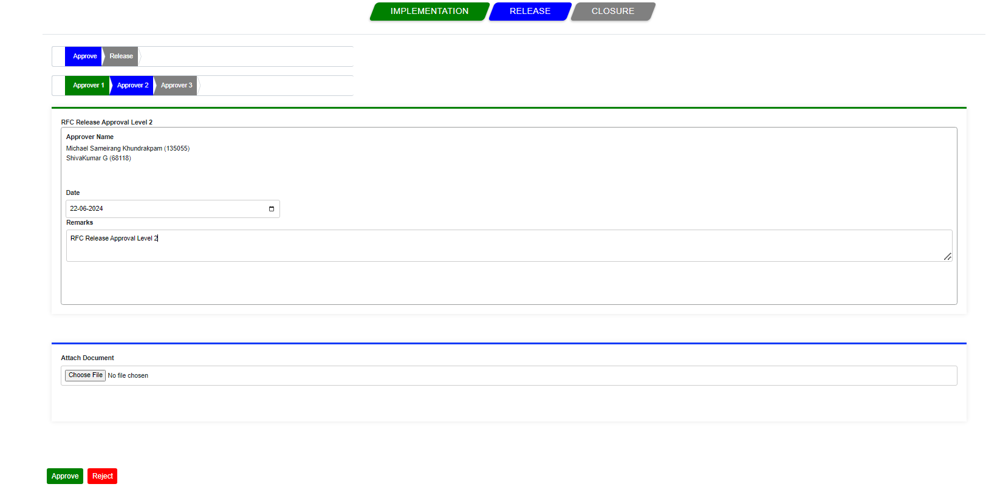 IMPLEMENTATION RELEASE CLOSURE
Approve Release
Approver 1 Approver 2 Approver 3
RFC Release Approval Level 2
Approver Name
Michael Sameirang Khundrakpam (135055)
ShivaKumar G (68118)
Date
22-06-2024
Remarks
RFC Release Approval Level 2
Attach Document
Choose File No file chosen
Approve Reject